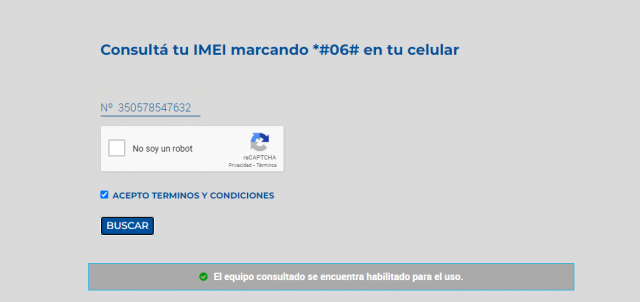 Consultá tu IMEI marcando *#06# en tu celular
Nº 350578547632
No soy un robot
reCAPTCHA
Privacidad - Términos
ACEPTO TERMINOS Y CONDICIONES
BUSCAR
El equipo consultado se encuentra habilitado para el uso.